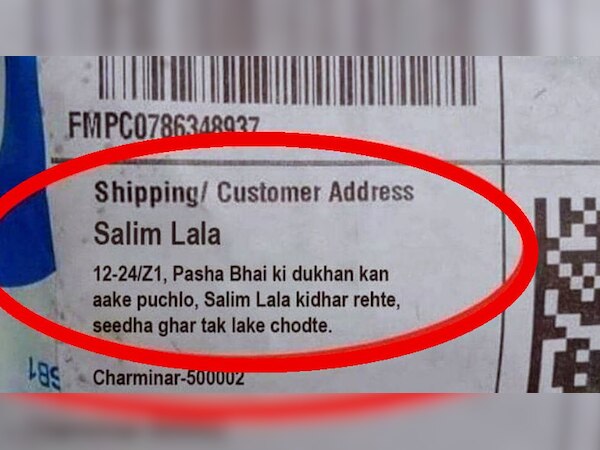 FMPC0786348937
Shipping/ Customer Address
Salim Lala
12-24/Z1, Pasha Bhai ki dukhan kan
aake puchlo, Salim Lala kidhar rehte,
seedha ghar tak lake chodte.
Charminar-500002
SB1